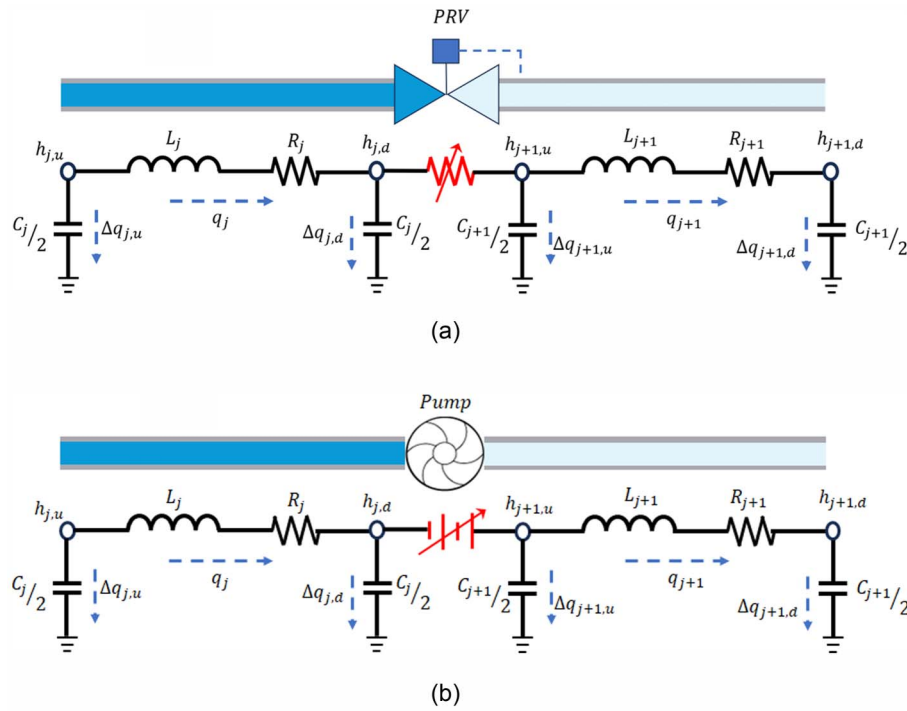 PRV
h_{j,u} L_j R_j h_{j,d} h_{j+1,u} L_{j+1} R_{j+1} h_{j+1,d}
q_j q_{j+1}
C_j/2 Δq_{j,u} Δq_{j,d} C_j/2 C_{j+1}/2 Δq_{j+1,u} Δq_{j+1,d} C_{j+1}/2
(a)
Pump
h_{j,u} L_j R_j h_{j,d} h_{j+1,u} L_{j+1} R_{j+1} h_{j+1,d}
q_j q_{j+1}
C_j/2 Δq_{j,u} Δq_{j,d} C_j/2 C_{j+1}/2 Δq_{j+1,u} Δq_{j+1,d} C_{j+1}/2
(b)